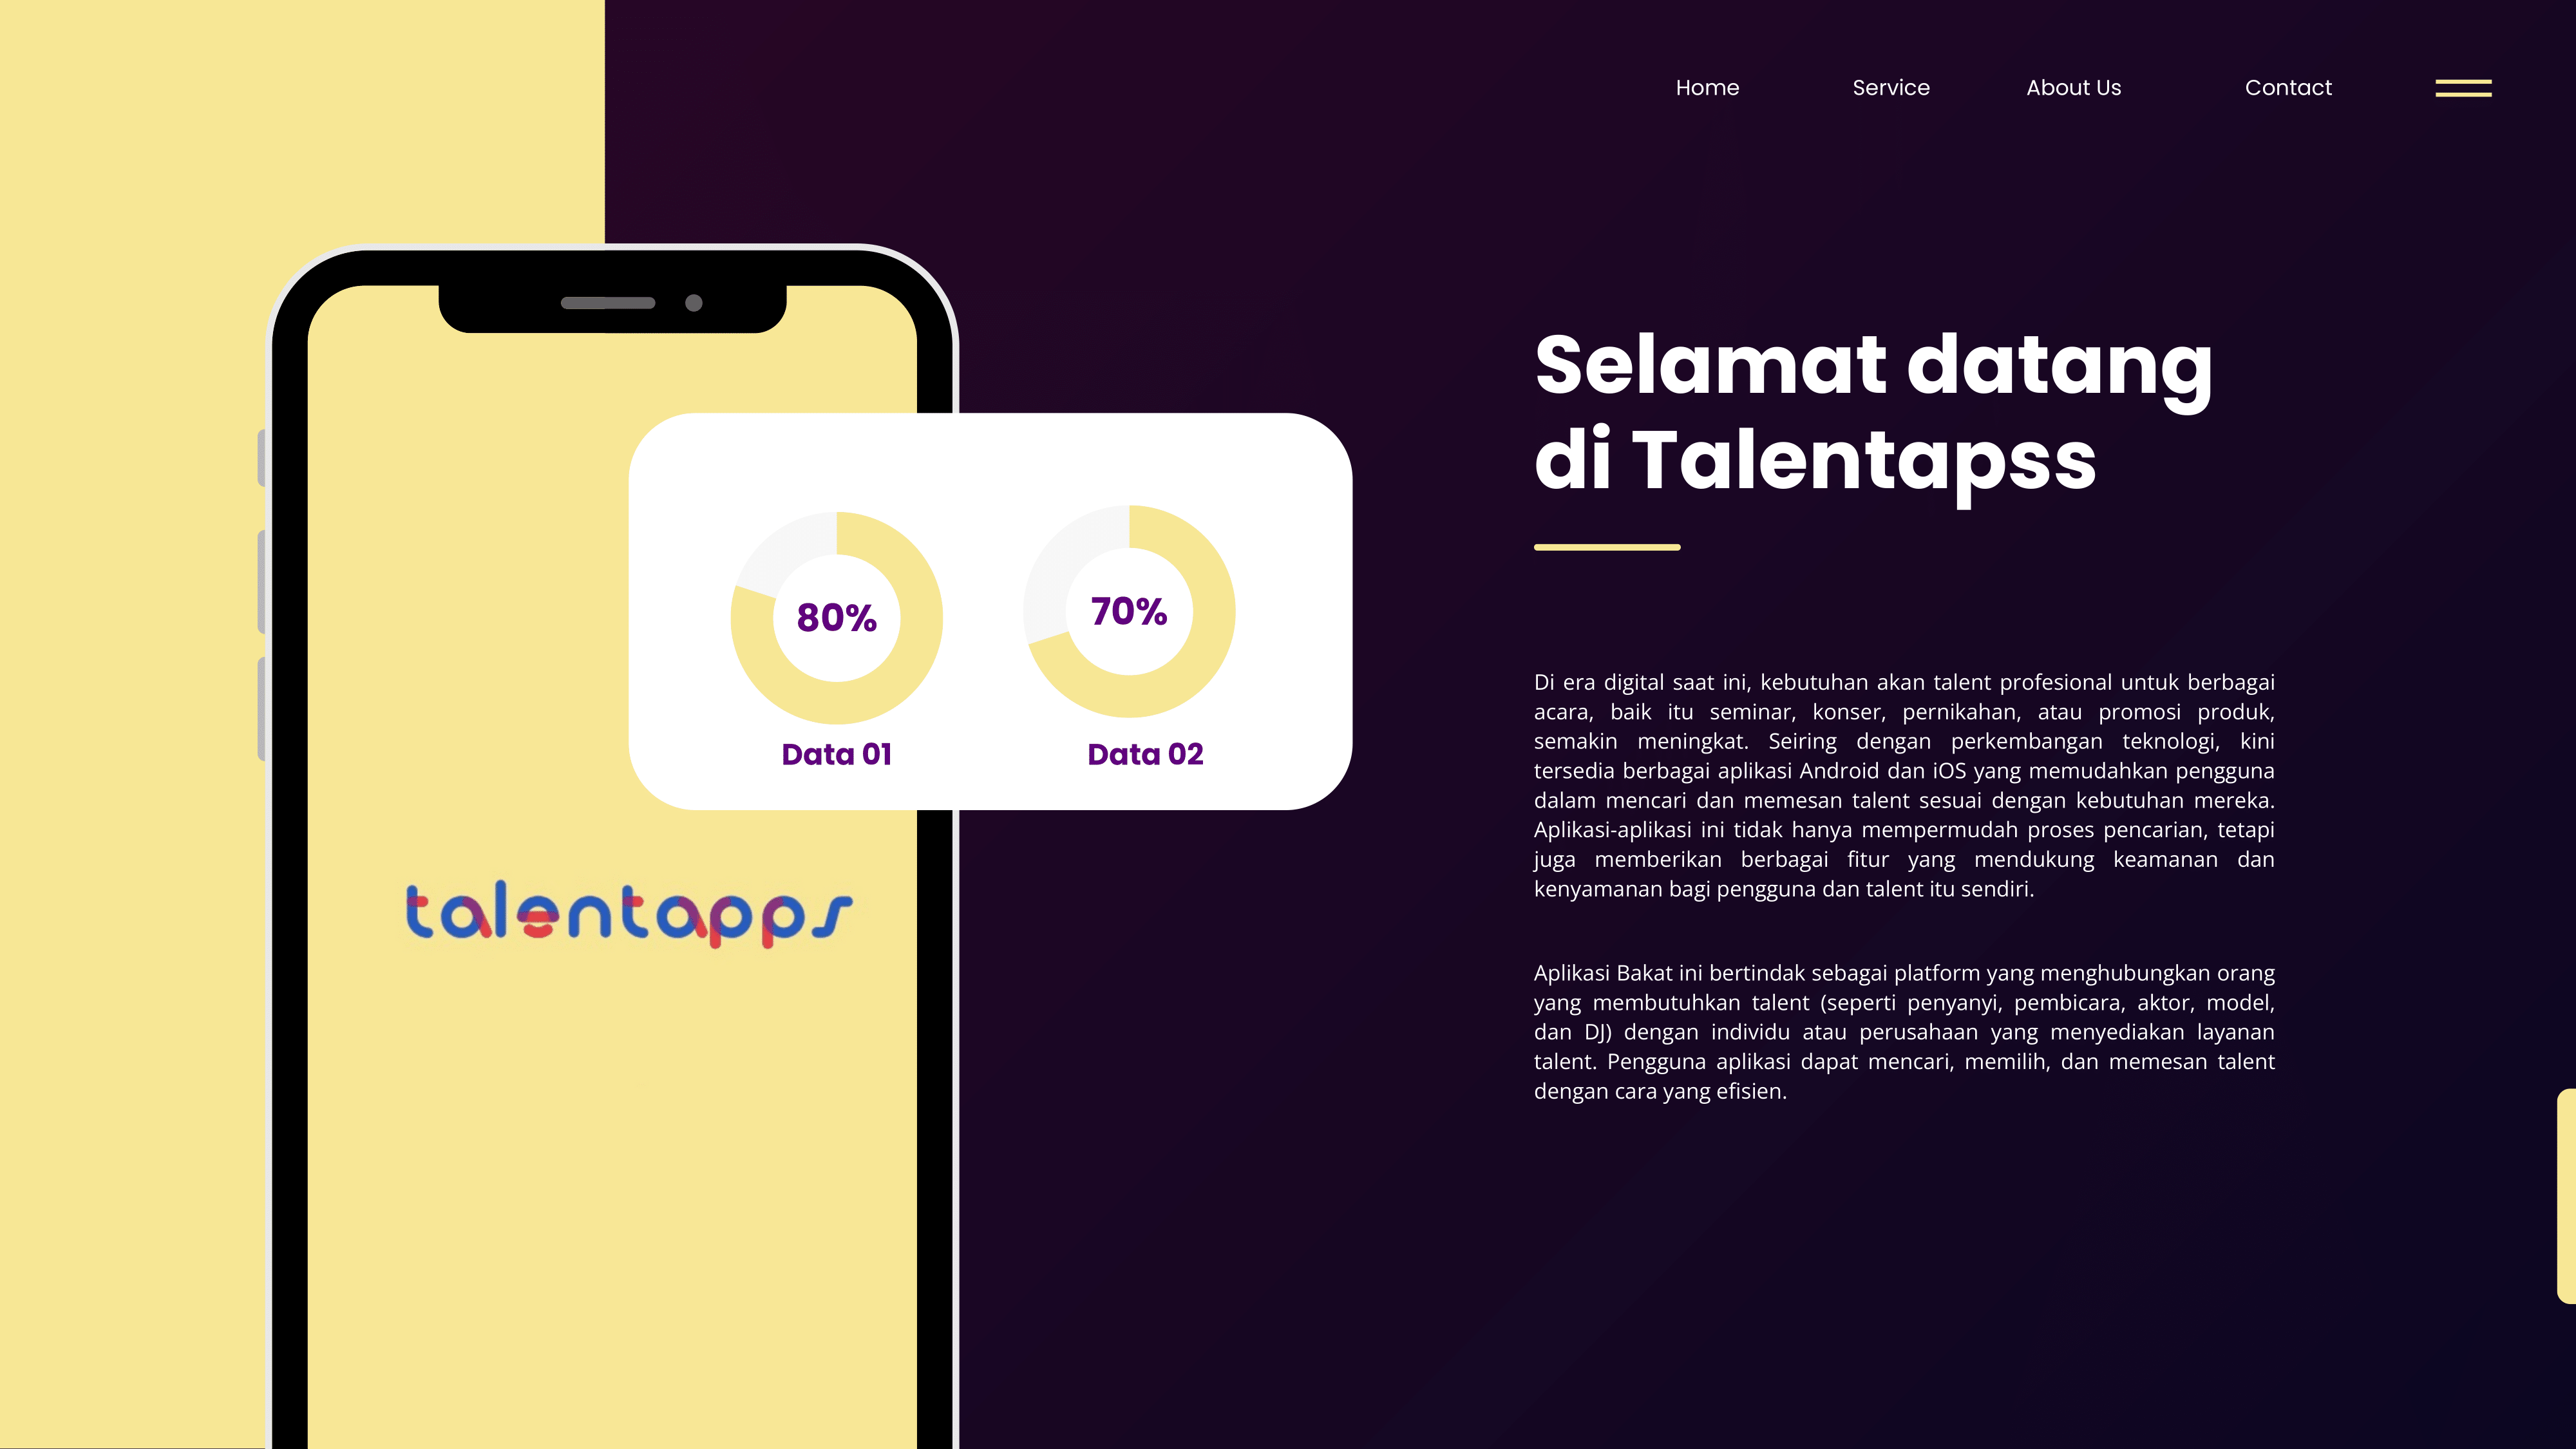 Home Service About Us Contact
Selamat datang
di Talentapss
80%
70%
Data 01
Data 02
talentapps
Di era digital saat ini, kebutuhan akan talent profesional untuk berbagai
acara, baik itu seminar, konser, pernikahan, atau promosi produk,
semakin meningkat. Seiring dengan perkembangan teknologi, kini
tersedia berbagai aplikasi Android dan iOS yang memudahkan pengguna
dalam mencari dan memesan talent sesuai dengan kebutuhan mereka.
Aplikasi-aplikasi ini tidak hanya mempermudah proses pencarian, tetapi
juga memberikan berbagai fitur yang mendukung keamanan dan
kenyamanan bagi pengguna dan talent itu sendiri.
Aplikasi Bakat ini bertindak sebagai platform yang menghubungkan orang
yang membutuhkan talent (seperti penyanyi, pembicara, aktor, model,
dan DJ) dengan individu atau perusahaan yang menyediakan layanan
talent. Pengguna aplikasi dapat mencari, memilih, dan memesan talent
dengan cara yang efisien.